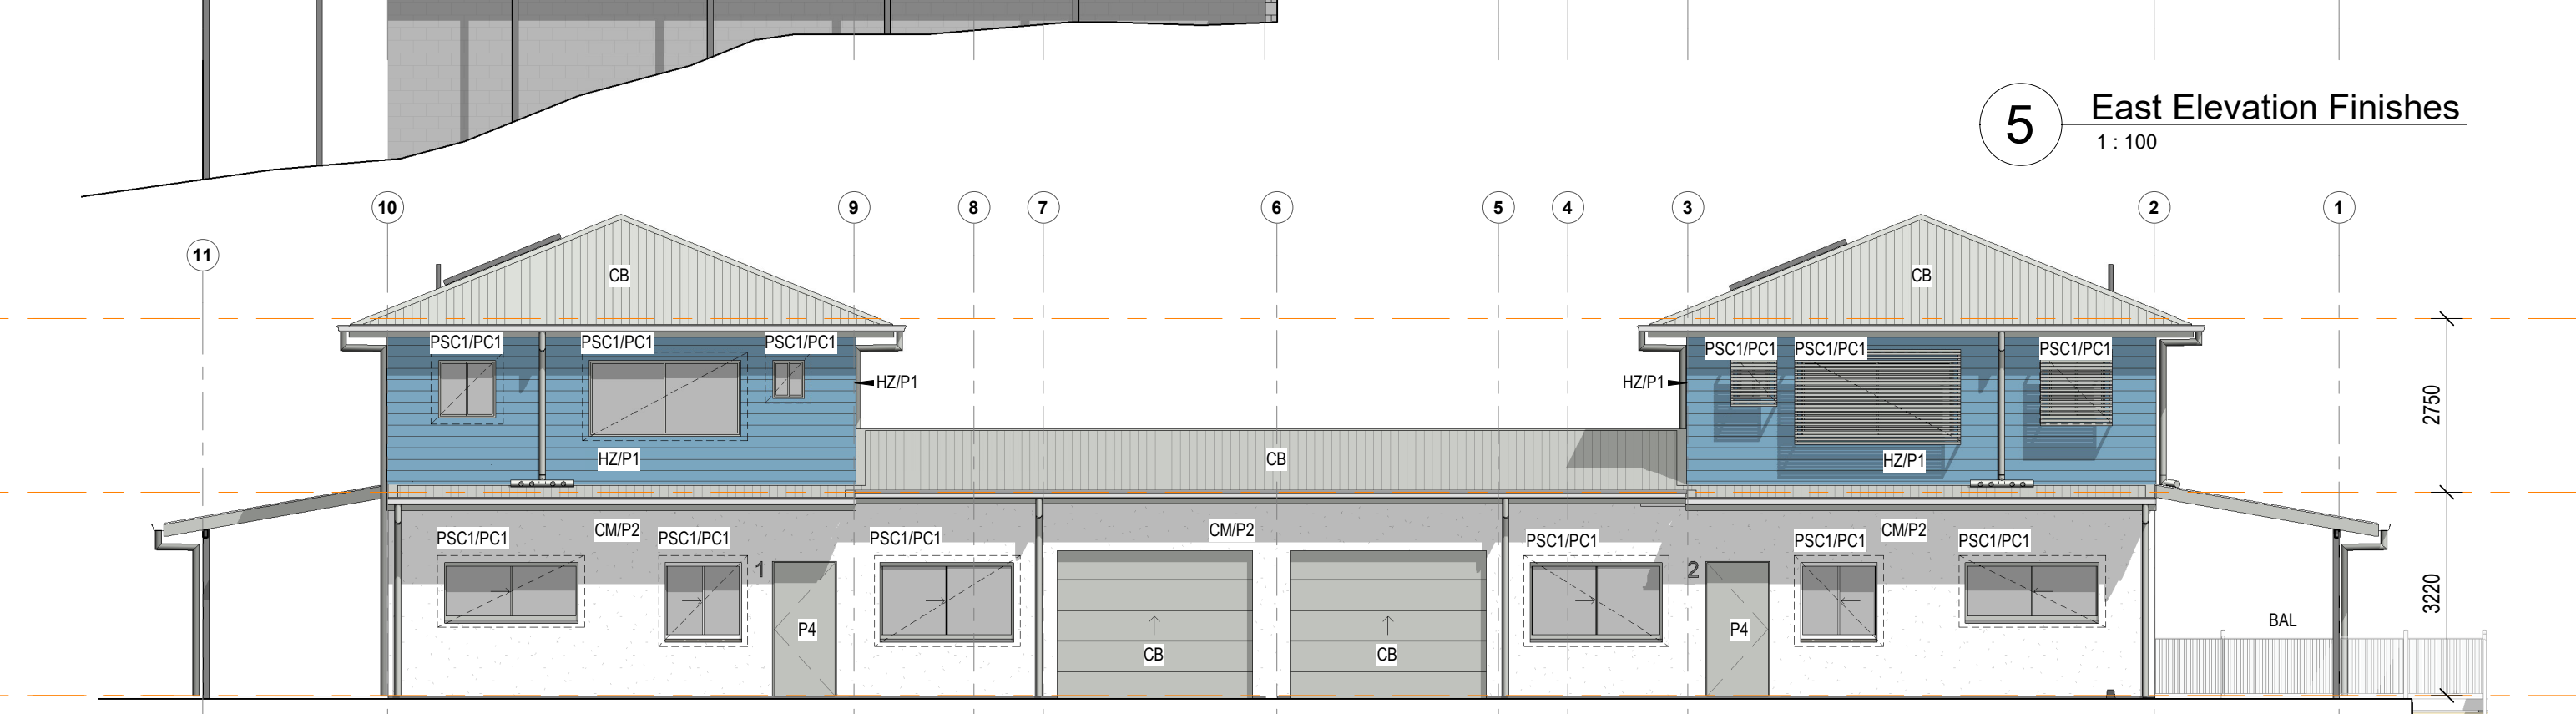 5
East Elevation Finishes
1 : 100
11
10
9
8
7
6
5
4
3
2
1
CB
CB
PSC1/PC1
PSC1/PC1
PSC1/PC1
PSC1/PC1
PSC1/PC1
PSC1/PC1
HZ/P1
HZ/P1
2750
HZ/P1
CB
HZ/P1
PSC1/PC1
CM/P2
PSC1/PC1
PSC1/PC1
CM/P2
PSC1/PC1
PSC1/PC1
CM/P2
PSC1/PC1
1
2
3220
P4
CB
CB
P4
BAL